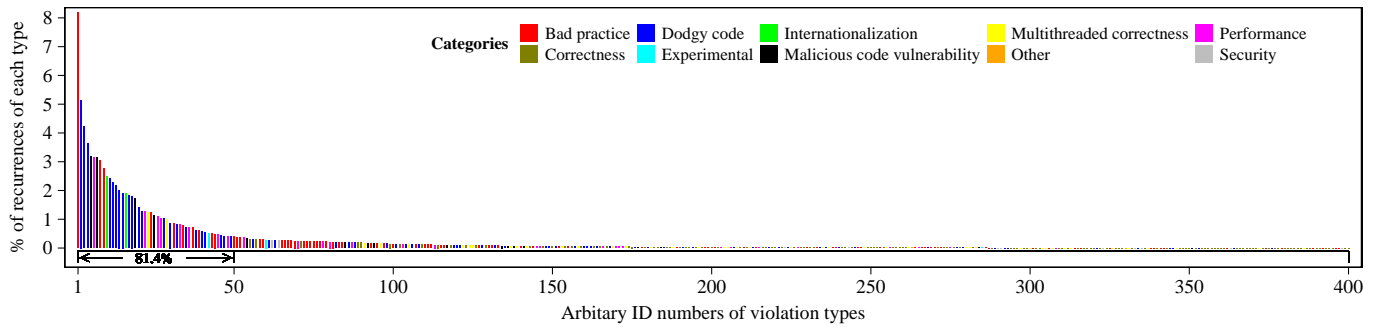 % of recurrences of each type
8
7
6
5
4
3
2
1
0
Categories
Bad practice Dodgy code Internationalization Multithreaded correctness Performance
Correctness Experimental Malicious code vulnerability Other Security
81.4%
1 50 100 150 200 250 300 350 400
Arbitary ID numbers of violation types